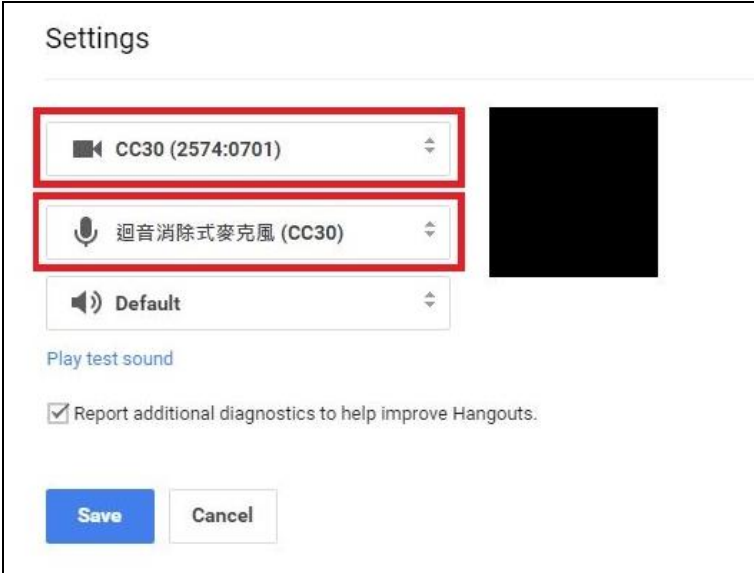 Settings
CC30 (2574:0701)
迴音消除式麥克風 (CC30)
Default
Play test sound
Report additional diagnostics to help improve Hangouts.
Save
Cancel